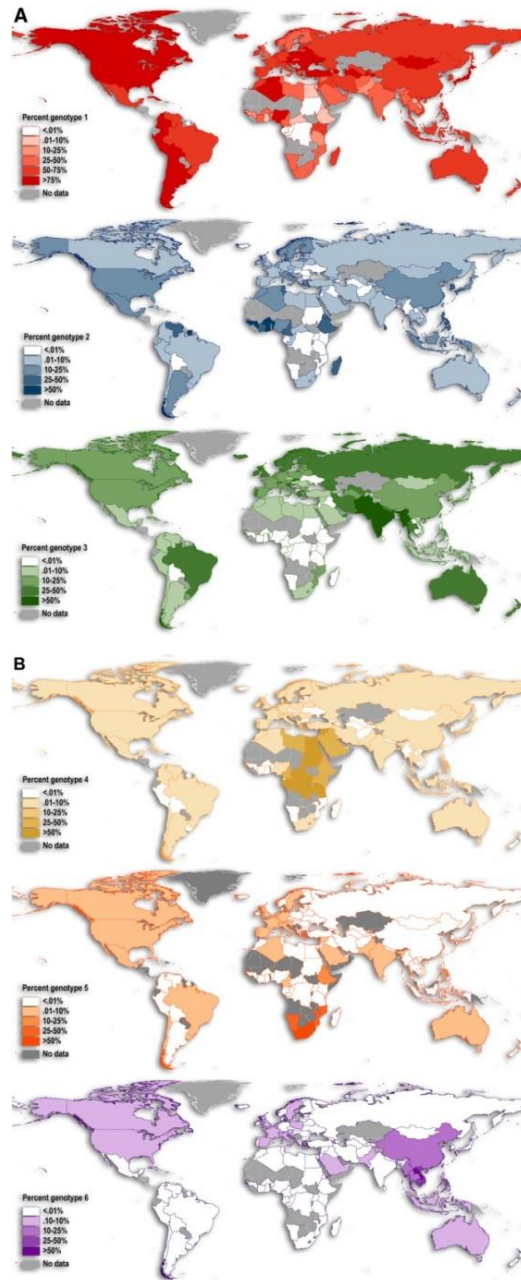 A
Percent genotype 1
<.01%
.01-10%
10-25%
25-50%
50-75%
>75%
No data
Percent genotype 2
<.01%
.01-10%
10-25%
25-50%
>50%
No data
Percent genotype 3
<.01%
.01-10%
10-25%
25-50%
>50%
No data
B
Percent genotype 4
<.01%
.01-10%
10-25%
25-50%
>50%
No data
Percent genotype 5
<.01%
.01-10%
10-25%
25-50%
>50%
No data
Percent genotype 6
<.01%
.10-10%
10-25%
25-50%
>50%
No data